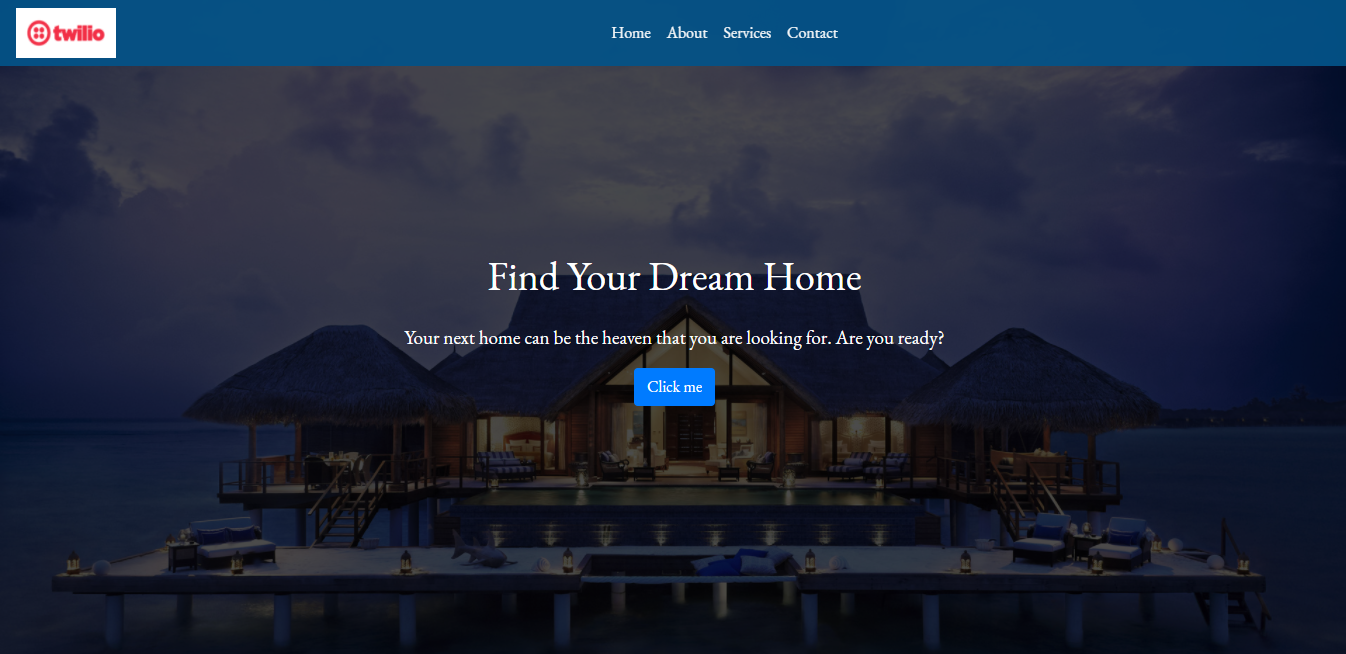 twilio
Home About Services Contact
Find Your Dream Home
Your next home can be the heaven that you are looking for. Are you ready?
Click me